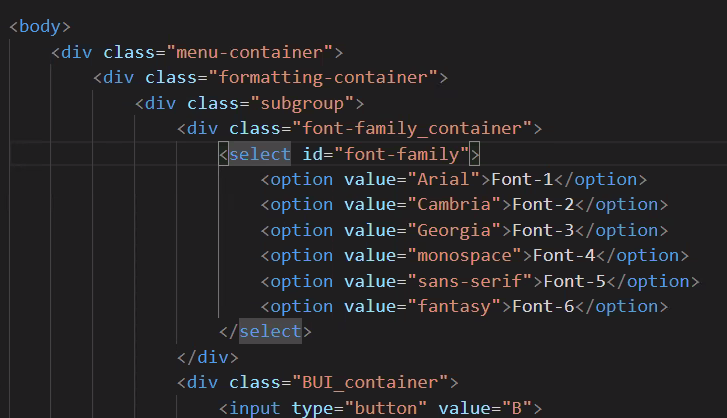 <body>
<div class="menu-container">
<div class="formatting-container">
<div class="subgroup">
<div class="font-family_container">
<select id="font-family">
<option value="Arial">Font-1</option>
<option value="Cambria">Font-2</option>
<option value="Georgia">Font-3</option>
<option value="monospace">Font-4</option>
<option value="sans-serif">Font-5</option>
<option value="fantasy">Font-6</option>
</select>
</div>
<div class="BUI_container">
<input type="button" value="B">